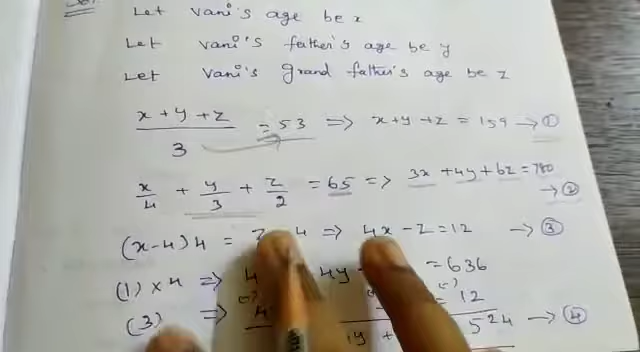 Let Vani's age be x
Let Vani's father's age be y
Let Vani's grand father's age be z
(x+y+z)/3 = 53 => x+y+z = 159 → ①
x/4 + y/3 + z/2 = 65 => 3x+4y+6z=780 → ②
(x-4)4 = z 4 => 4x-z=12 → ③
(1)×4 => 4 4y = 636
(3) => 4 (-) (-) = 12
y + 524 → ④